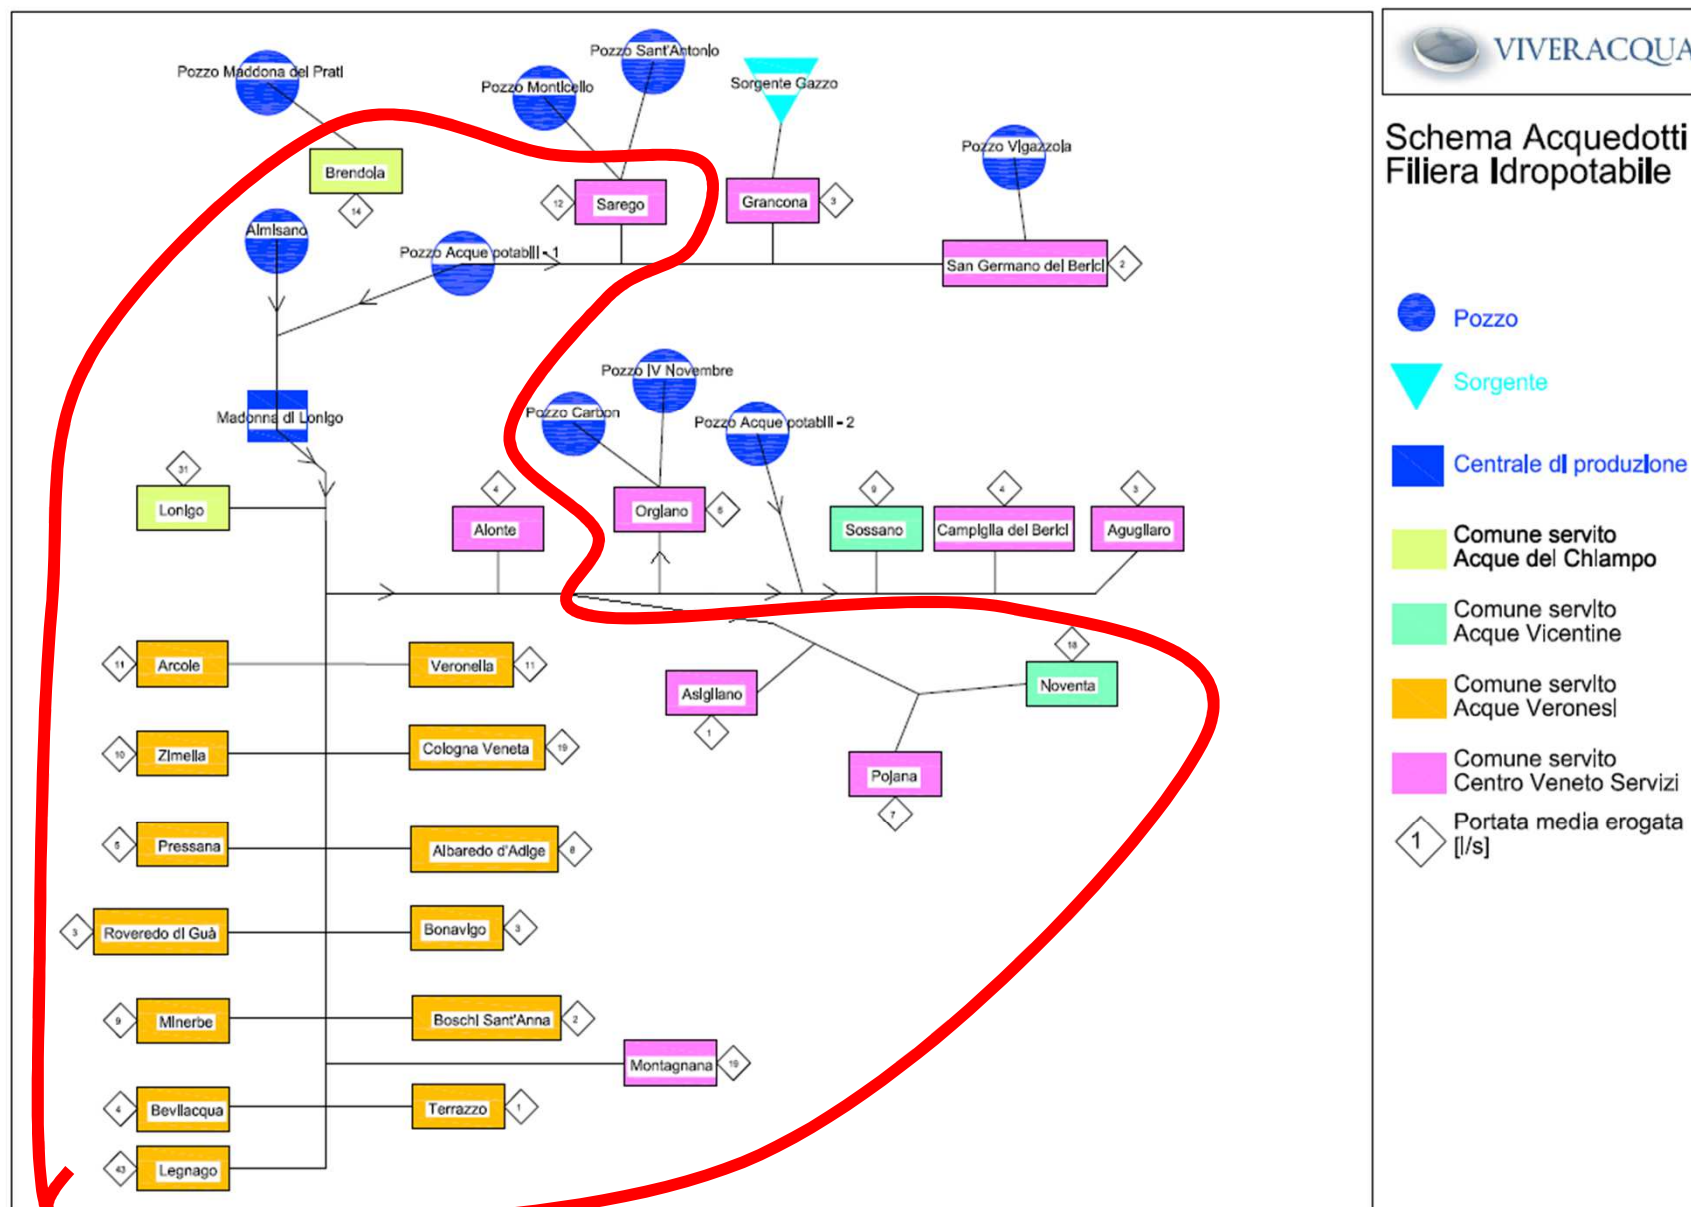 Pozzo Maddona dei Prati
Pozzo Monticello
Pozzo Sant'Antonio
Sorgente Gazzo
Pozzo Vigazzola
VIVERACQUA
Schema Acquedotti
Filiera Idropotabile
Brendola
14
12
Sarego
Grancona
3
Almisano
Pozzo Acque potabili - 1
San Germano dei Berici
2
Pozzo
Sorgente
Centrale di produzione
Comune servito
Acque del Chiampo
Comune servito
Acque Vicentine
Comune servito
Acque Veronesi
Comune servito
Centro Veneto Servizi
1
Portata media erogata
[l/s]
Pozzo IV Novembre
Pozzo Carbon
Pozzo Acque potabili - 2
Madonna di Lonigo
31
Lonigo
4
Alonte
Orgiano
6
9
Sossano
4
Campiglia dei Berici
3
Agugliaro
11
Arcole
Veronella
11
Asigliano
1
18
Noventa
10
Zimella
Cologna Veneta
19
Pojana
7
5
Pressana
Albaredo d'Adige
6
3
Roveredo di Guà
Bonavigo
3
9
Minerbe
Boschi Sant'Anna
2
Montagnana
19
4
Bevilacqua
Terrazzo
1
43
Legnago